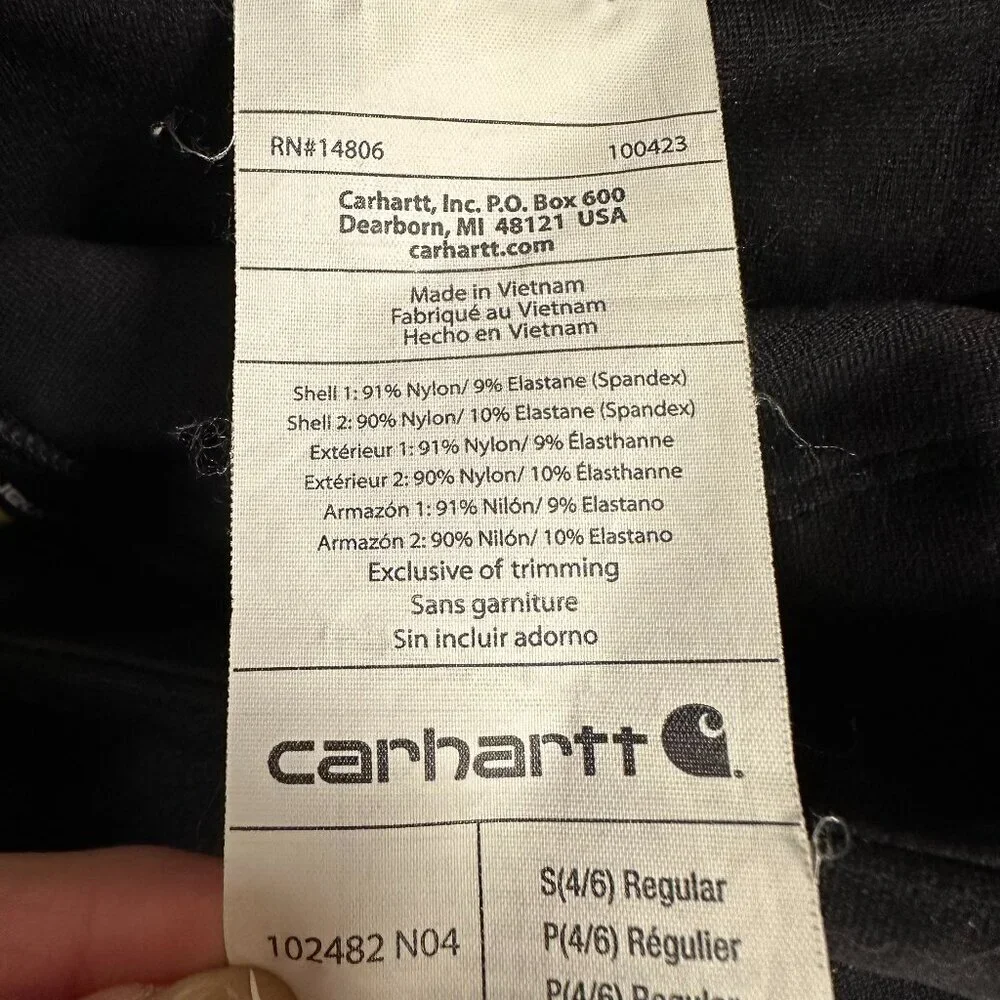 RN#14806 100423
Carhartt, Inc. P.O. Box 600
Dearborn, MI 48121 USA
carhartt.com
Made in Vietnam
Fabriqué au Vietnam
Hecho en Vietnam
Shell 1: 91% Nylon/ 9% Elastane (Spandex)
Shell 2: 90% Nylon/ 10% Elastane (Spandex)
Extérieur 1: 91% Nylon/ 9% Élasthanne
Extérieur 2: 90% Nylon/ 10% Élasthanne
Armazón 1: 91% Nilón/ 9% Elastano
Armazón 2: 90% Nilón/ 10% Elastano
Exclusive of trimming
Sans garniture
Sin incluir adorno
carhartt
102482 N04
S(4/6) Regular
P(4/6) Régulier
P(4/6) Regular